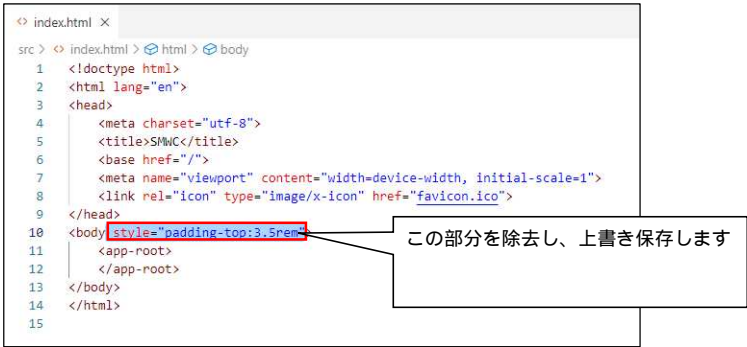 index.html
src > index.html > html > body
1 <!doctype html>
2 <html lang="en">
3 <head>
4     <meta charset="utf-8">
5     <title>SMWC</title>
6     <base href="/">
7     <meta name="viewport" content="width=device-width, initial-scale=1">
8     <link rel="icon" type="image/x-icon" href="favicon.ico">
9 </head>
10 <body style="padding-top:3.5rem">
この部分を除去し、上書き保存します
11     <app-root>
12     </app-root>
13 </body>
14 </html>
15